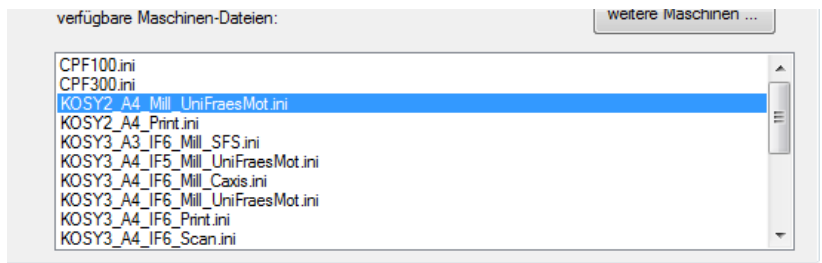 verfügbare Maschinen-Dateien:
weitere Maschinen ...
CPF100.ini
CPF300.ini
KOSY2_A4_Mill_UniFraesMot.ini
KOSY2_A4_Print.ini
KOSY3_A3_IF6_Mill_SFS.ini
KOSY3_A4_IF5_Mill_UniFraesMot.ini
KOSY3_A4_IF6_Mill_Caxis.ini
KOSY3_A4_IF6_Mill_UniFraesMot.ini
KOSY3_A4_IF6_Print.ini
KOSY3_A4_IF6_Scan.ini